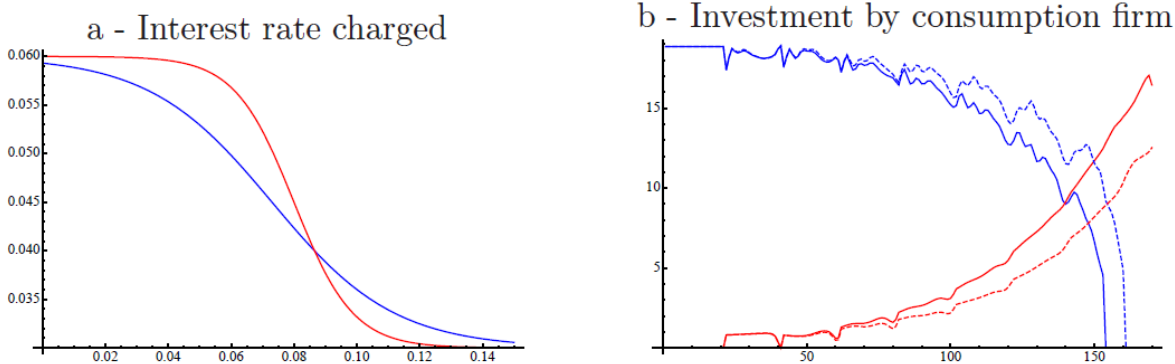 a - Interest rate charged
0.060
0.055
0.050
0.045
0.040
0.035
0.02 0.04 0.06 0.08 0.10 0.12 0.14
b - Investment by consumption firm
15
10
5
50 100 150